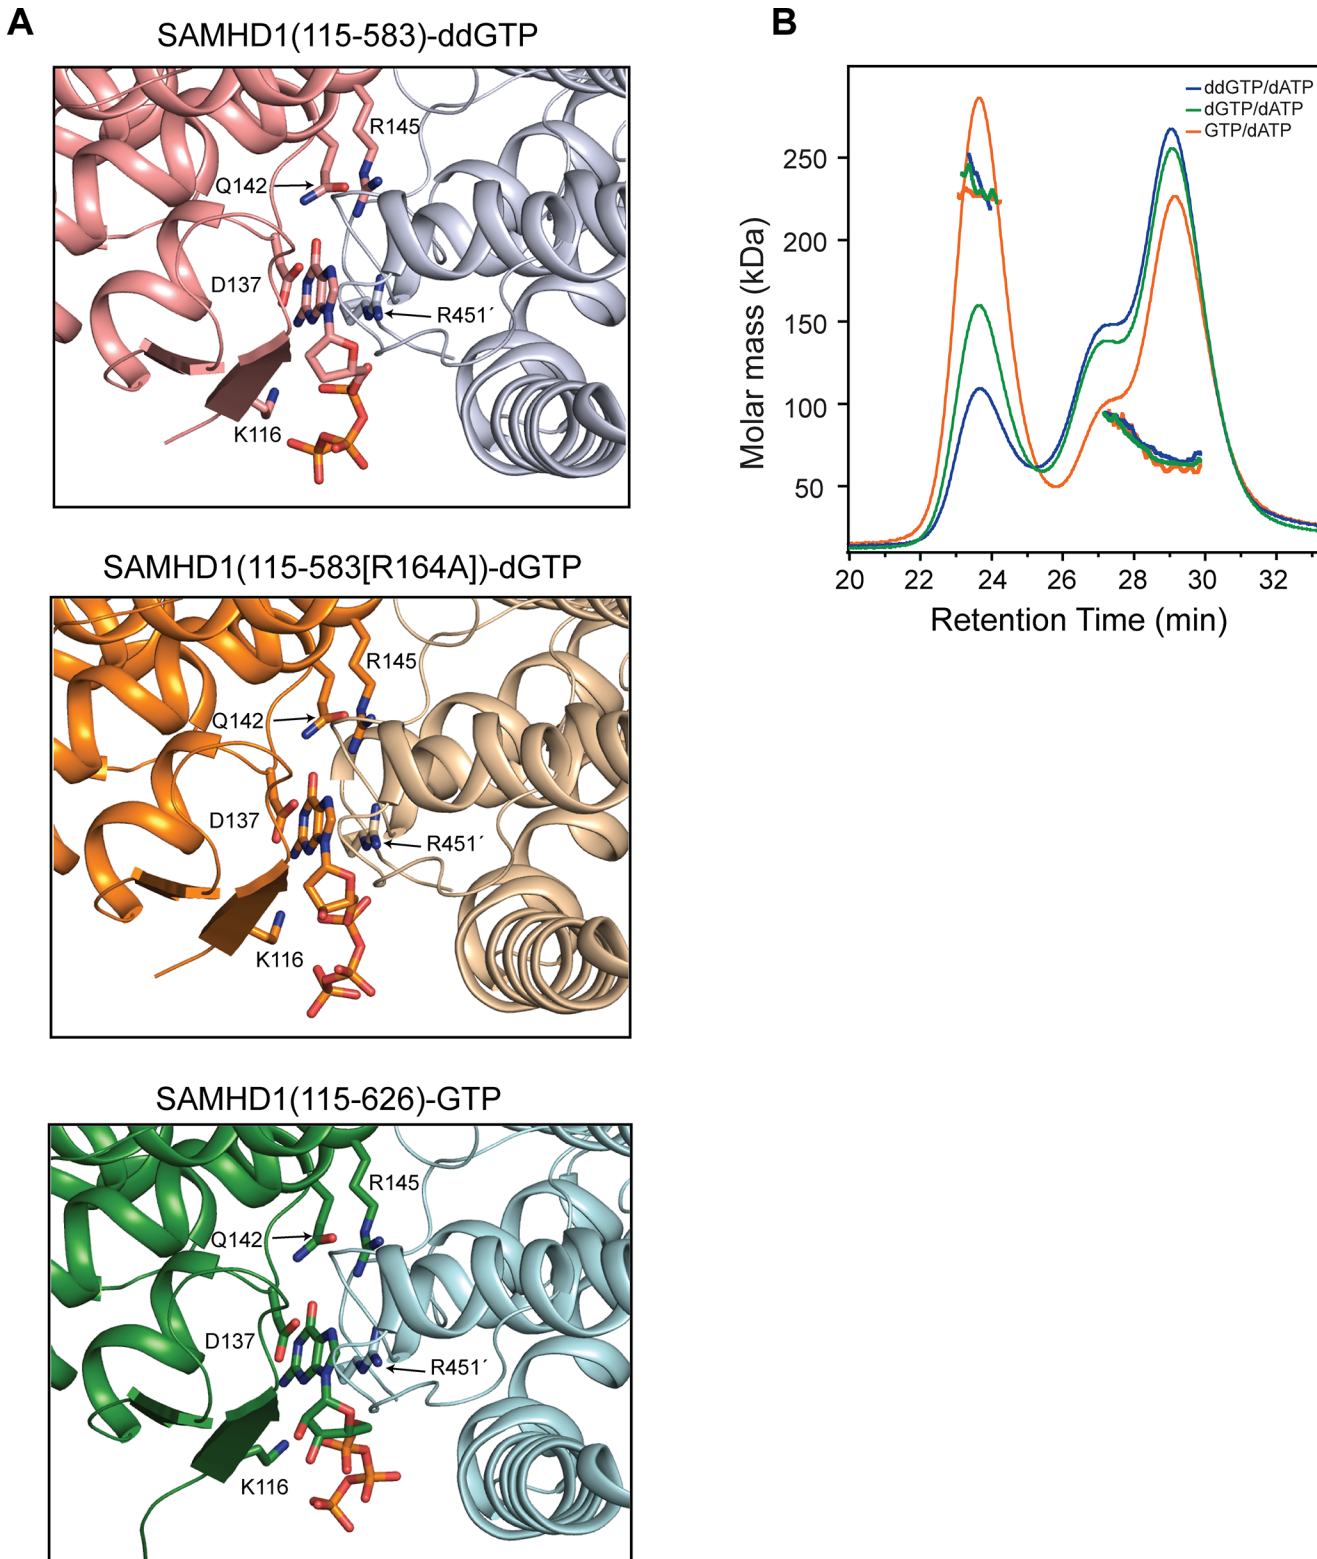 A
SAMHD1(115-583)-ddGTP
R145
Q142
D137
R451´
K116
SAMHD1(115-583[R164A])-dGTP
R145
Q142
D137
R451´
K116
SAMHD1(115-626)-GTP
R145
Q142
D137
R451´
K116
B
ddGTP/dATP
dGTP/dATP
GTP/dATP
Molar mass (kDa)
250
200
150
100
50
20 22 24 26 28 30 32
Retention Time (min)